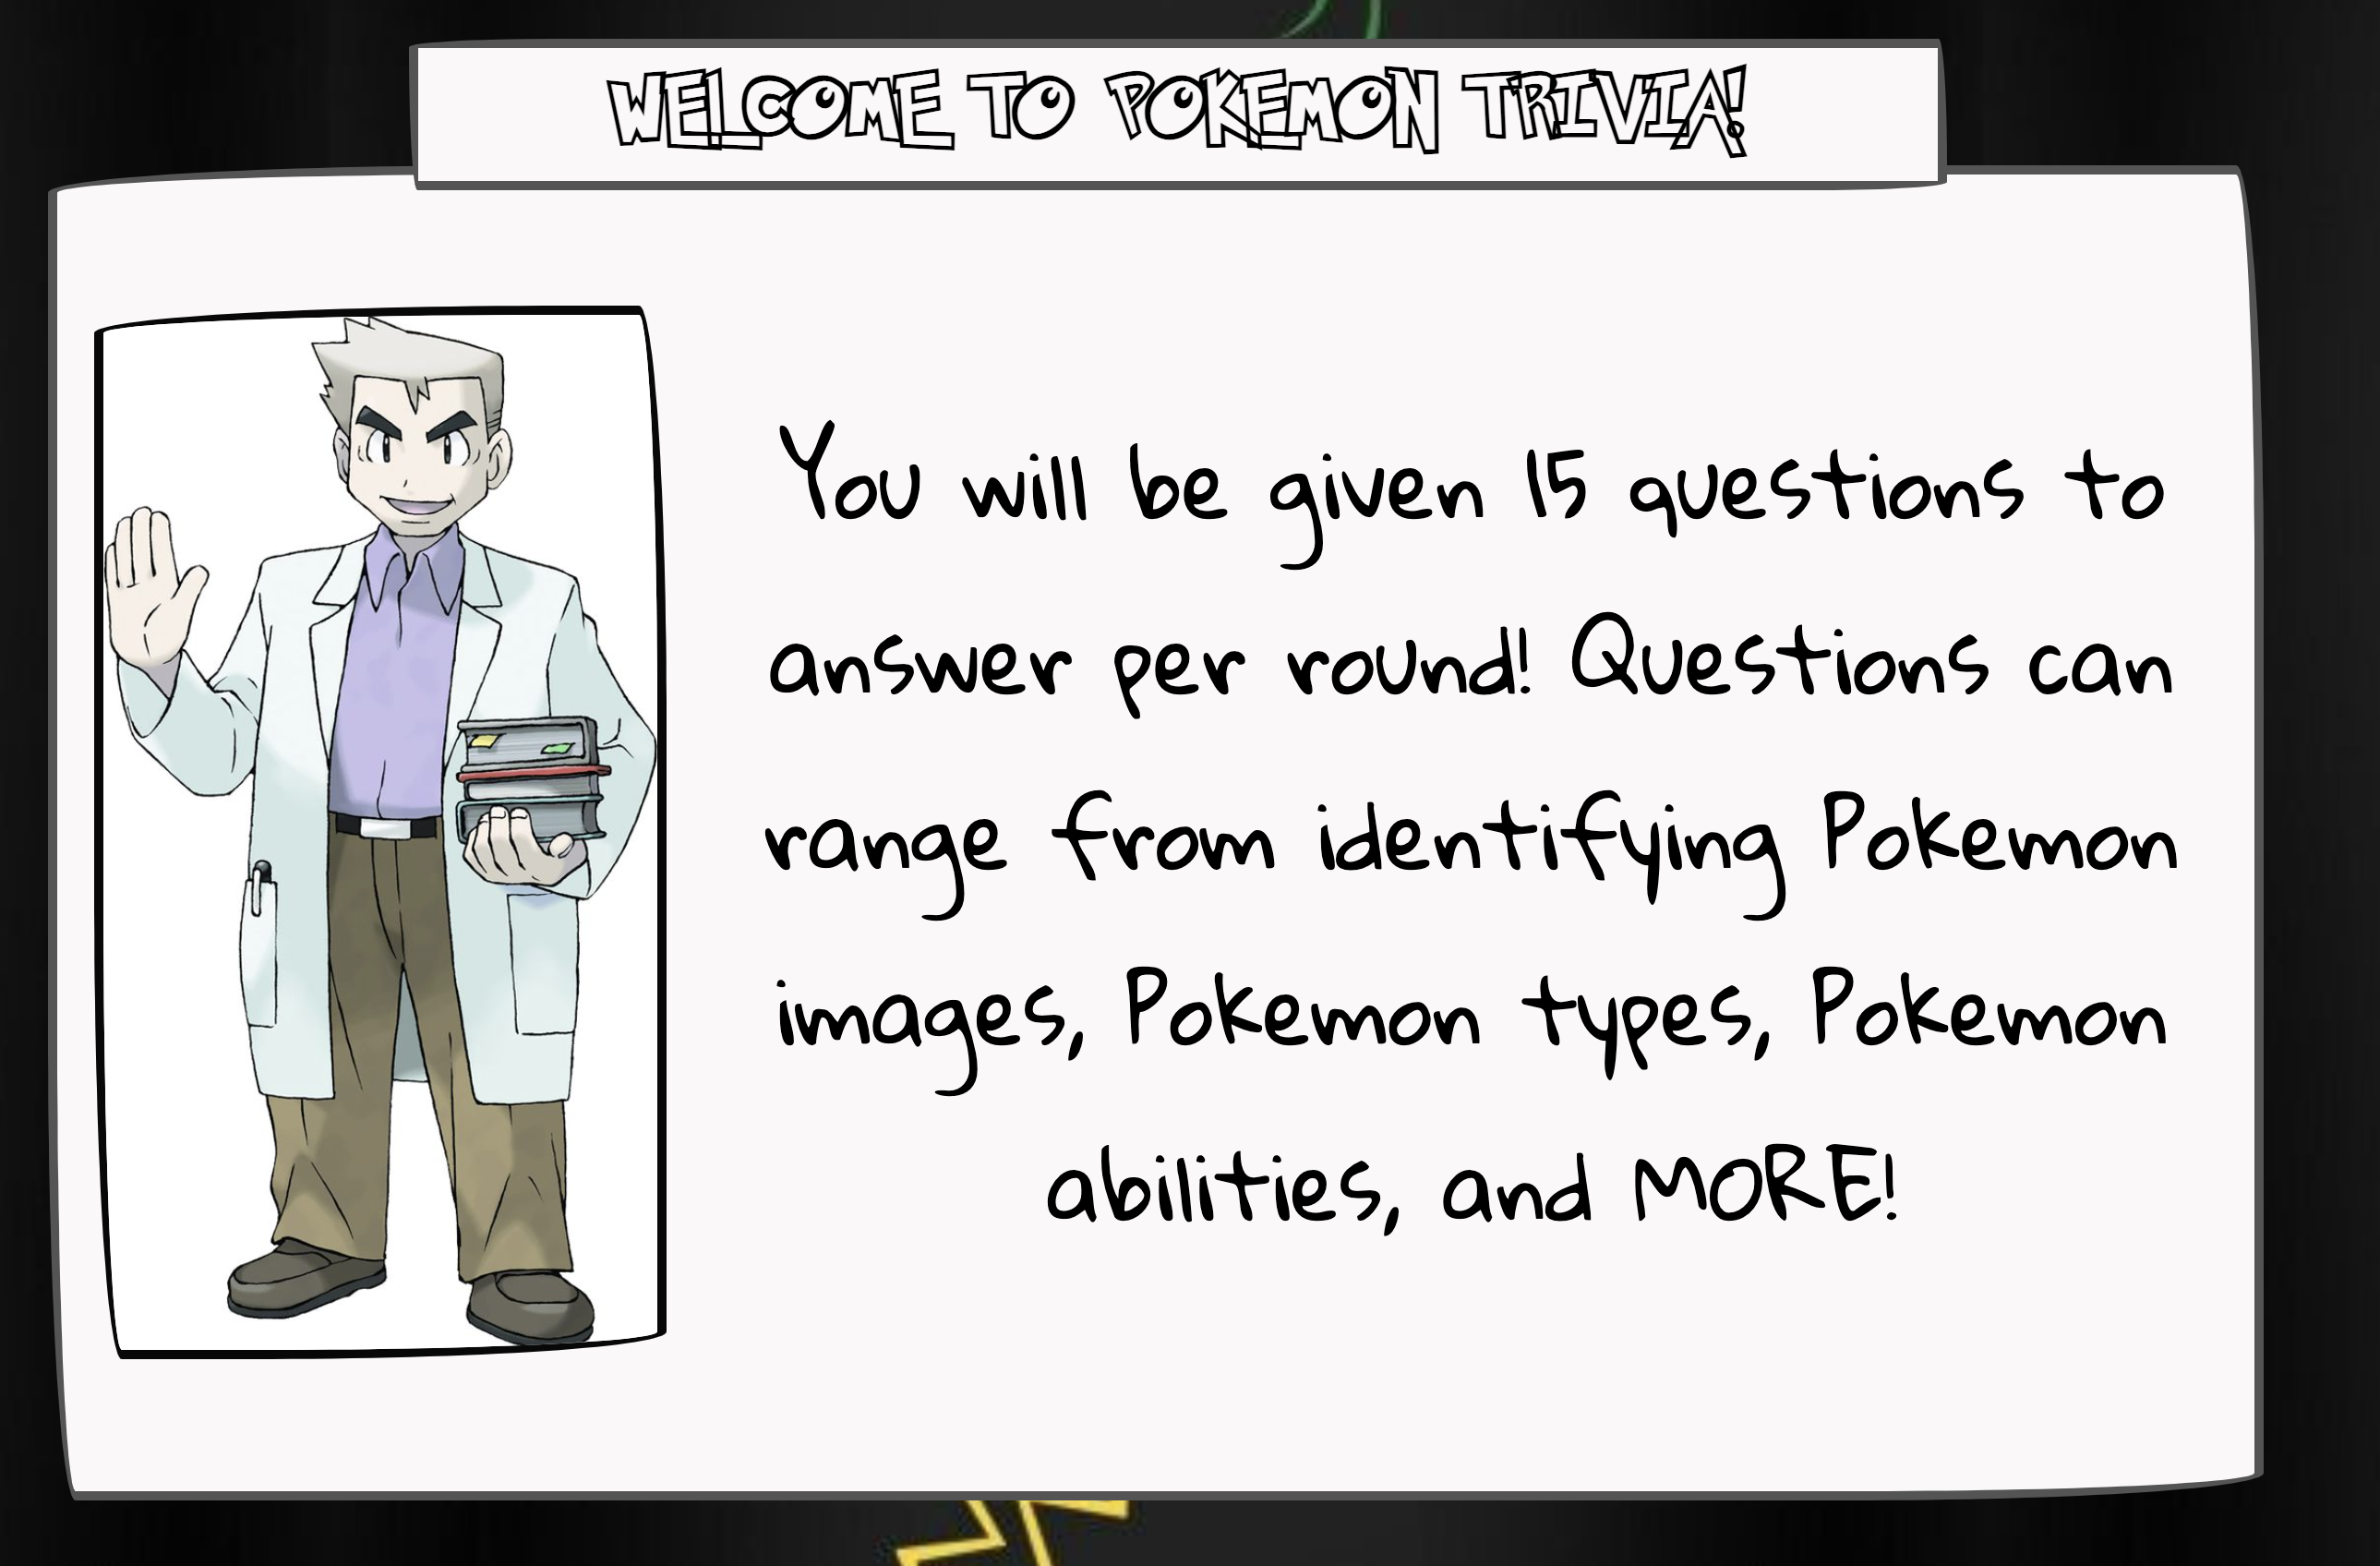 WELCOME TO POKEMON TRIVIA!
You will be given 15 questions to
answer per round! Questions can
range from identifying Pokemon
images, Pokemon types, Pokemon
abilities, and MORE!